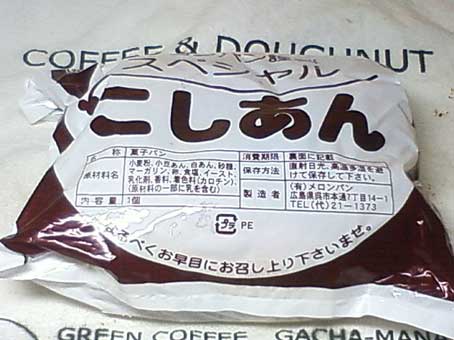 COFFEE & DOUGHNUT
スペシャル
こしあん
名称 菓子パン
原材料名 小麦粉、小豆あん、白あん、砂糖、
マーガリン、卵、食塩、イースト、
乳化剤、香料、着色料(カロチン)、
(原材料の一部に乳を含む)
内容量 1個
消費期限 裏面に記載
保存方法 直射日光、高温多湿を避
けて保存して下さい。
製造者 (有)メロンパン
広島県呉市本通7丁目14-1
TEL(代)21-1373
プラ PE
なるべくお早目にお召し上り下さいませ。
GREEN COFFEE GACHA-MANA